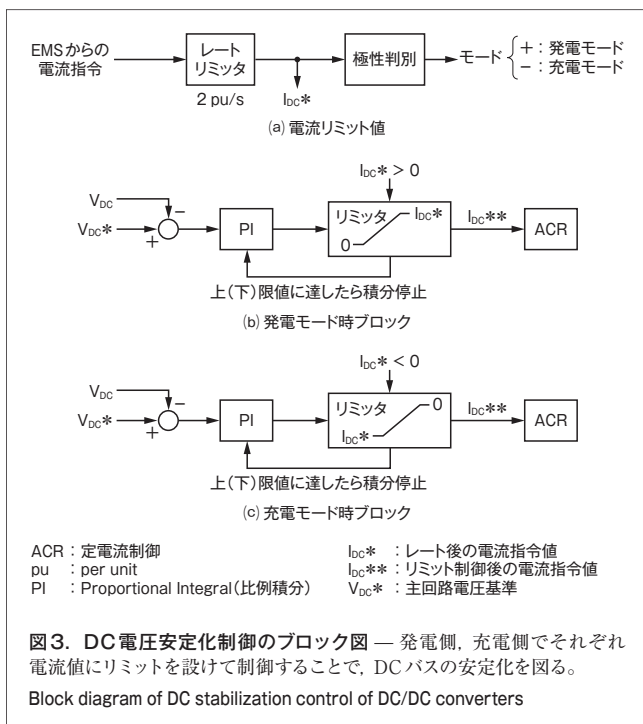 EMSからの
電流指令
レート
リミッタ
2 pu/s
IDC*
極性判別
モード
+：発電モード
−：充電モード
(a) 電流リミット値
IDC*＞0
VDC
VDC*
−
+
PI
リミッタ
IDC*
0
IDC**
ACR
上(下)限値に達したら積分停止
(b) 発電モード時ブロック
IDC*＜0
VDC
VDC*
−
+
PI
リミッタ
0
IDC*
IDC**
ACR
上(下)限値に達したら積分停止
(c) 充電モード時ブロック
ACR：定電流制御
pu：per unit
PI：Proportional Integral(比例積分)
IDC*：レート後の電流指令値
IDC**：リミット制御後の電流指令値
VDC*：主回路電圧基準
図3. DC電圧安定化制御のブロック図 — 発電側，充電側でそれぞれ
電流値にリミットを設けて制御することで，DCバスの安定化を図る。
Block diagram of DC stabilization control of DC/DC converters